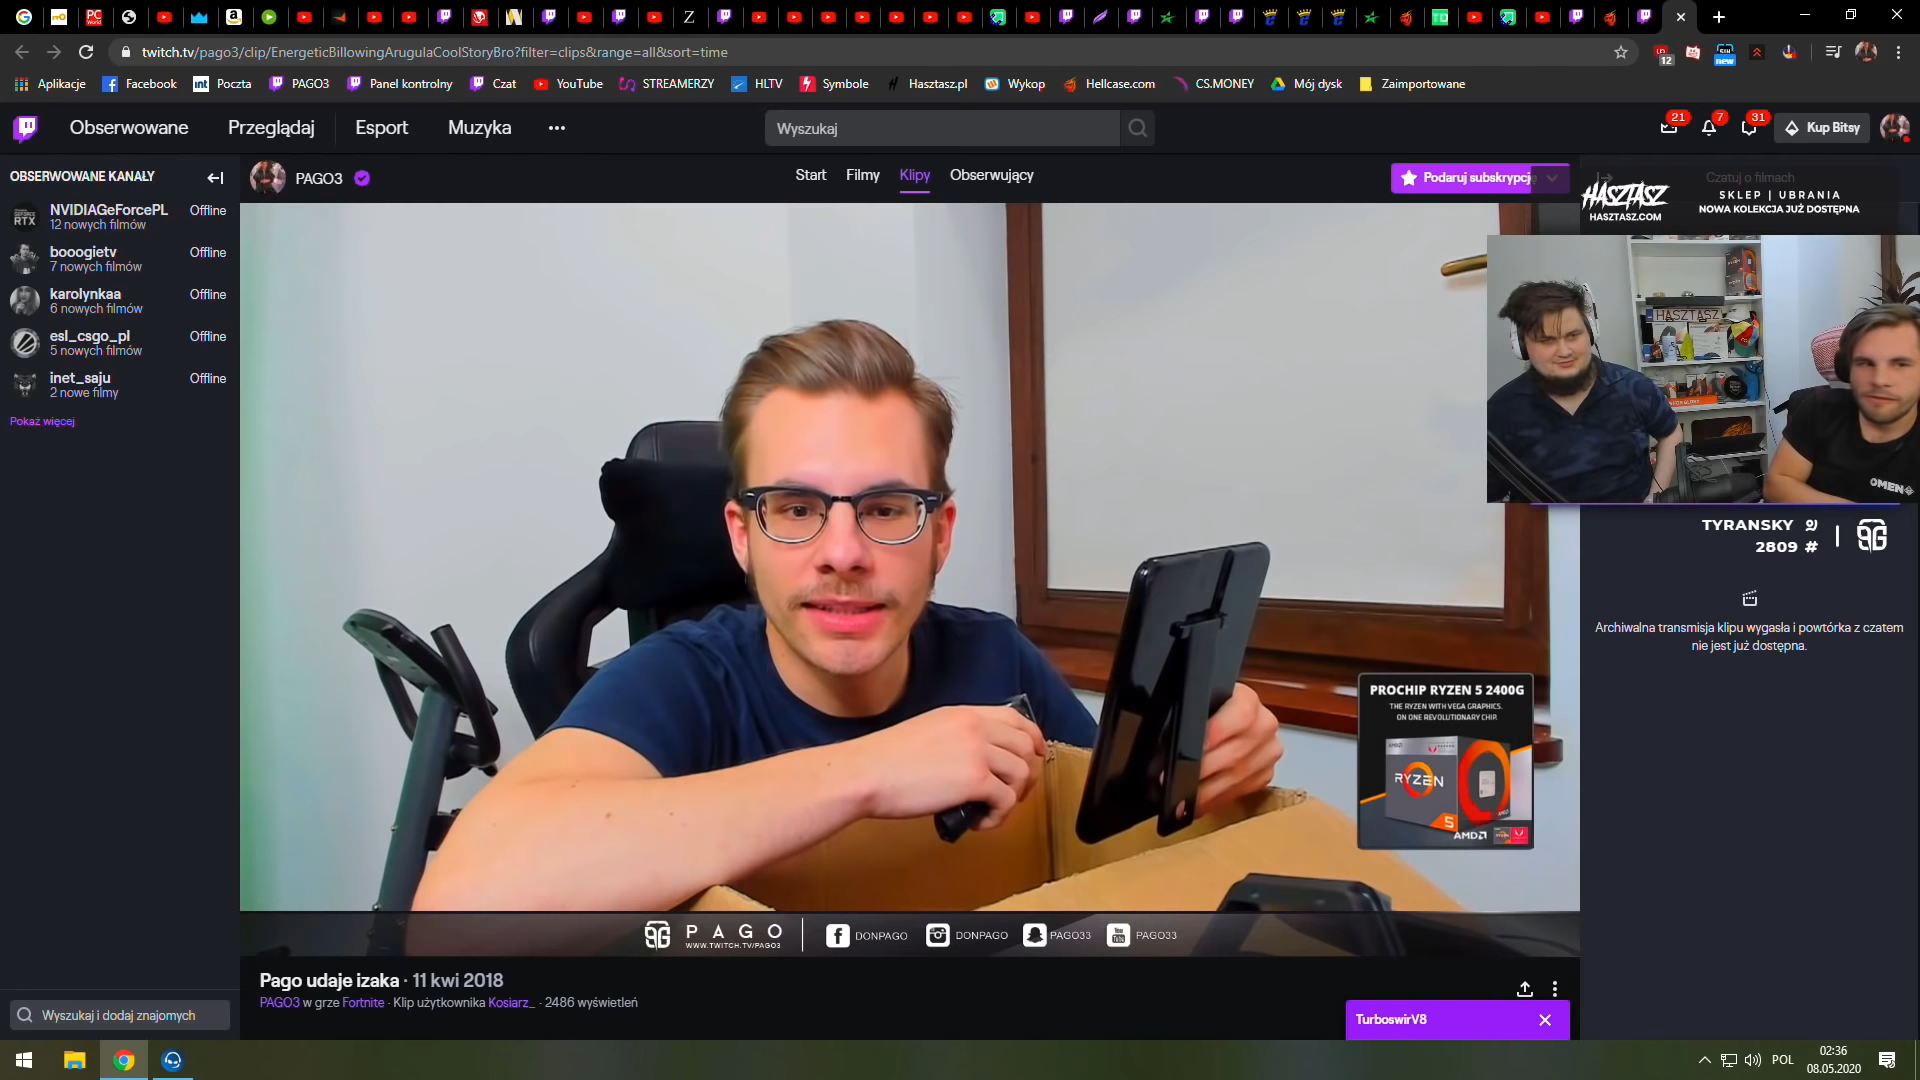 twitch.tv/pago3/clip/EnergeticBillowingArugulaCoolStoryBro?filter=clips&range=all&sort=time
12
new
Aplikacje
Facebook
Poczta
PAGO3
Panel kontrolny
Czat
YouTube
STREAMERZY
HLTV
Symbole
Hasztasz.pl
Wykop
Hellcase.com
CS.MONEY
Mój dysk
Zaimportowane
Obserwowane
Przeglądaj
Esport
Muzyka
Wyszukaj
21
7
31
Kup Bitsy
OBSERWOWANE KANAŁY
NVIDIAGeForcePL Offline
12 nowych filmów
booogietv Offline
7 nowych filmów
karolynkaa Offline
6 nowych filmów
esl_csgo_pl Offline
5 nowych filmów
inet_saju Offline
2 nowe filmy
Pokaż więcej
Wyszukaj i dodaj znajomych
PAGO3
Start
Filmy
Klipy
Obserwujący
Podaruj subskrypcję
Czatuj o filmach
HASZTASZ
HASZTASZ.COM
SKLEP | UBRANIA
NOWA KOLEKCJA JUŻ DOSTĘPNA
HASZTASZ
OMEN
TYRANSKY
2809 #
Archiwalna transmisja klipu wygasła i powtórka z czatem
nie jest już dostępna.
PROCHIP RYZEN 5 2400G
THE RYZEN WITH VEGA GRAPHICS.
ON ONE REVOLUTIONARY CHIP.
RYZEN
5
AMD
PAGO
WWW.TWITCH.TV/PAGO3
DONPAGO
DONPAGO
PAGO33
PAGO33
Pago udaje izaka · 11 kwi 2018
PAGO3 w grze Fortnite · Klip użytkownika Kosiarz_ · 2486 wyświetleń
TurboswirV8
POL
02:36
08.05.2020